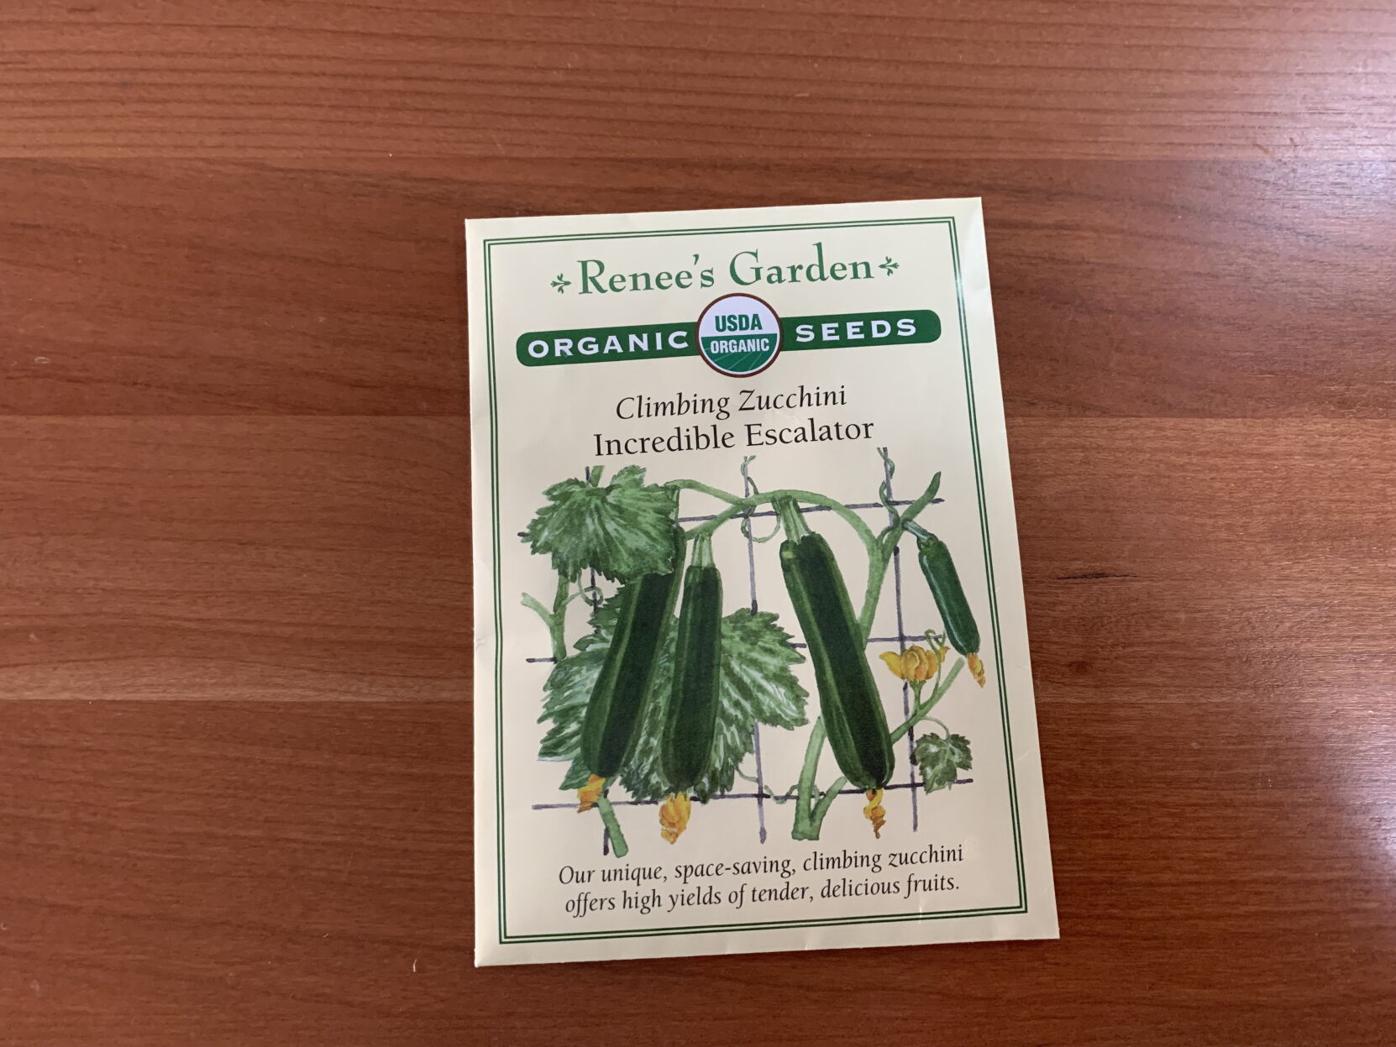 Renee's Garden
ORGANIC USDA ORGANIC SEEDS
Climbing Zucchini
Incredible Escalator
Our unique, space-saving, climbing zucchini
offers high yields of tender, delicious fruits.